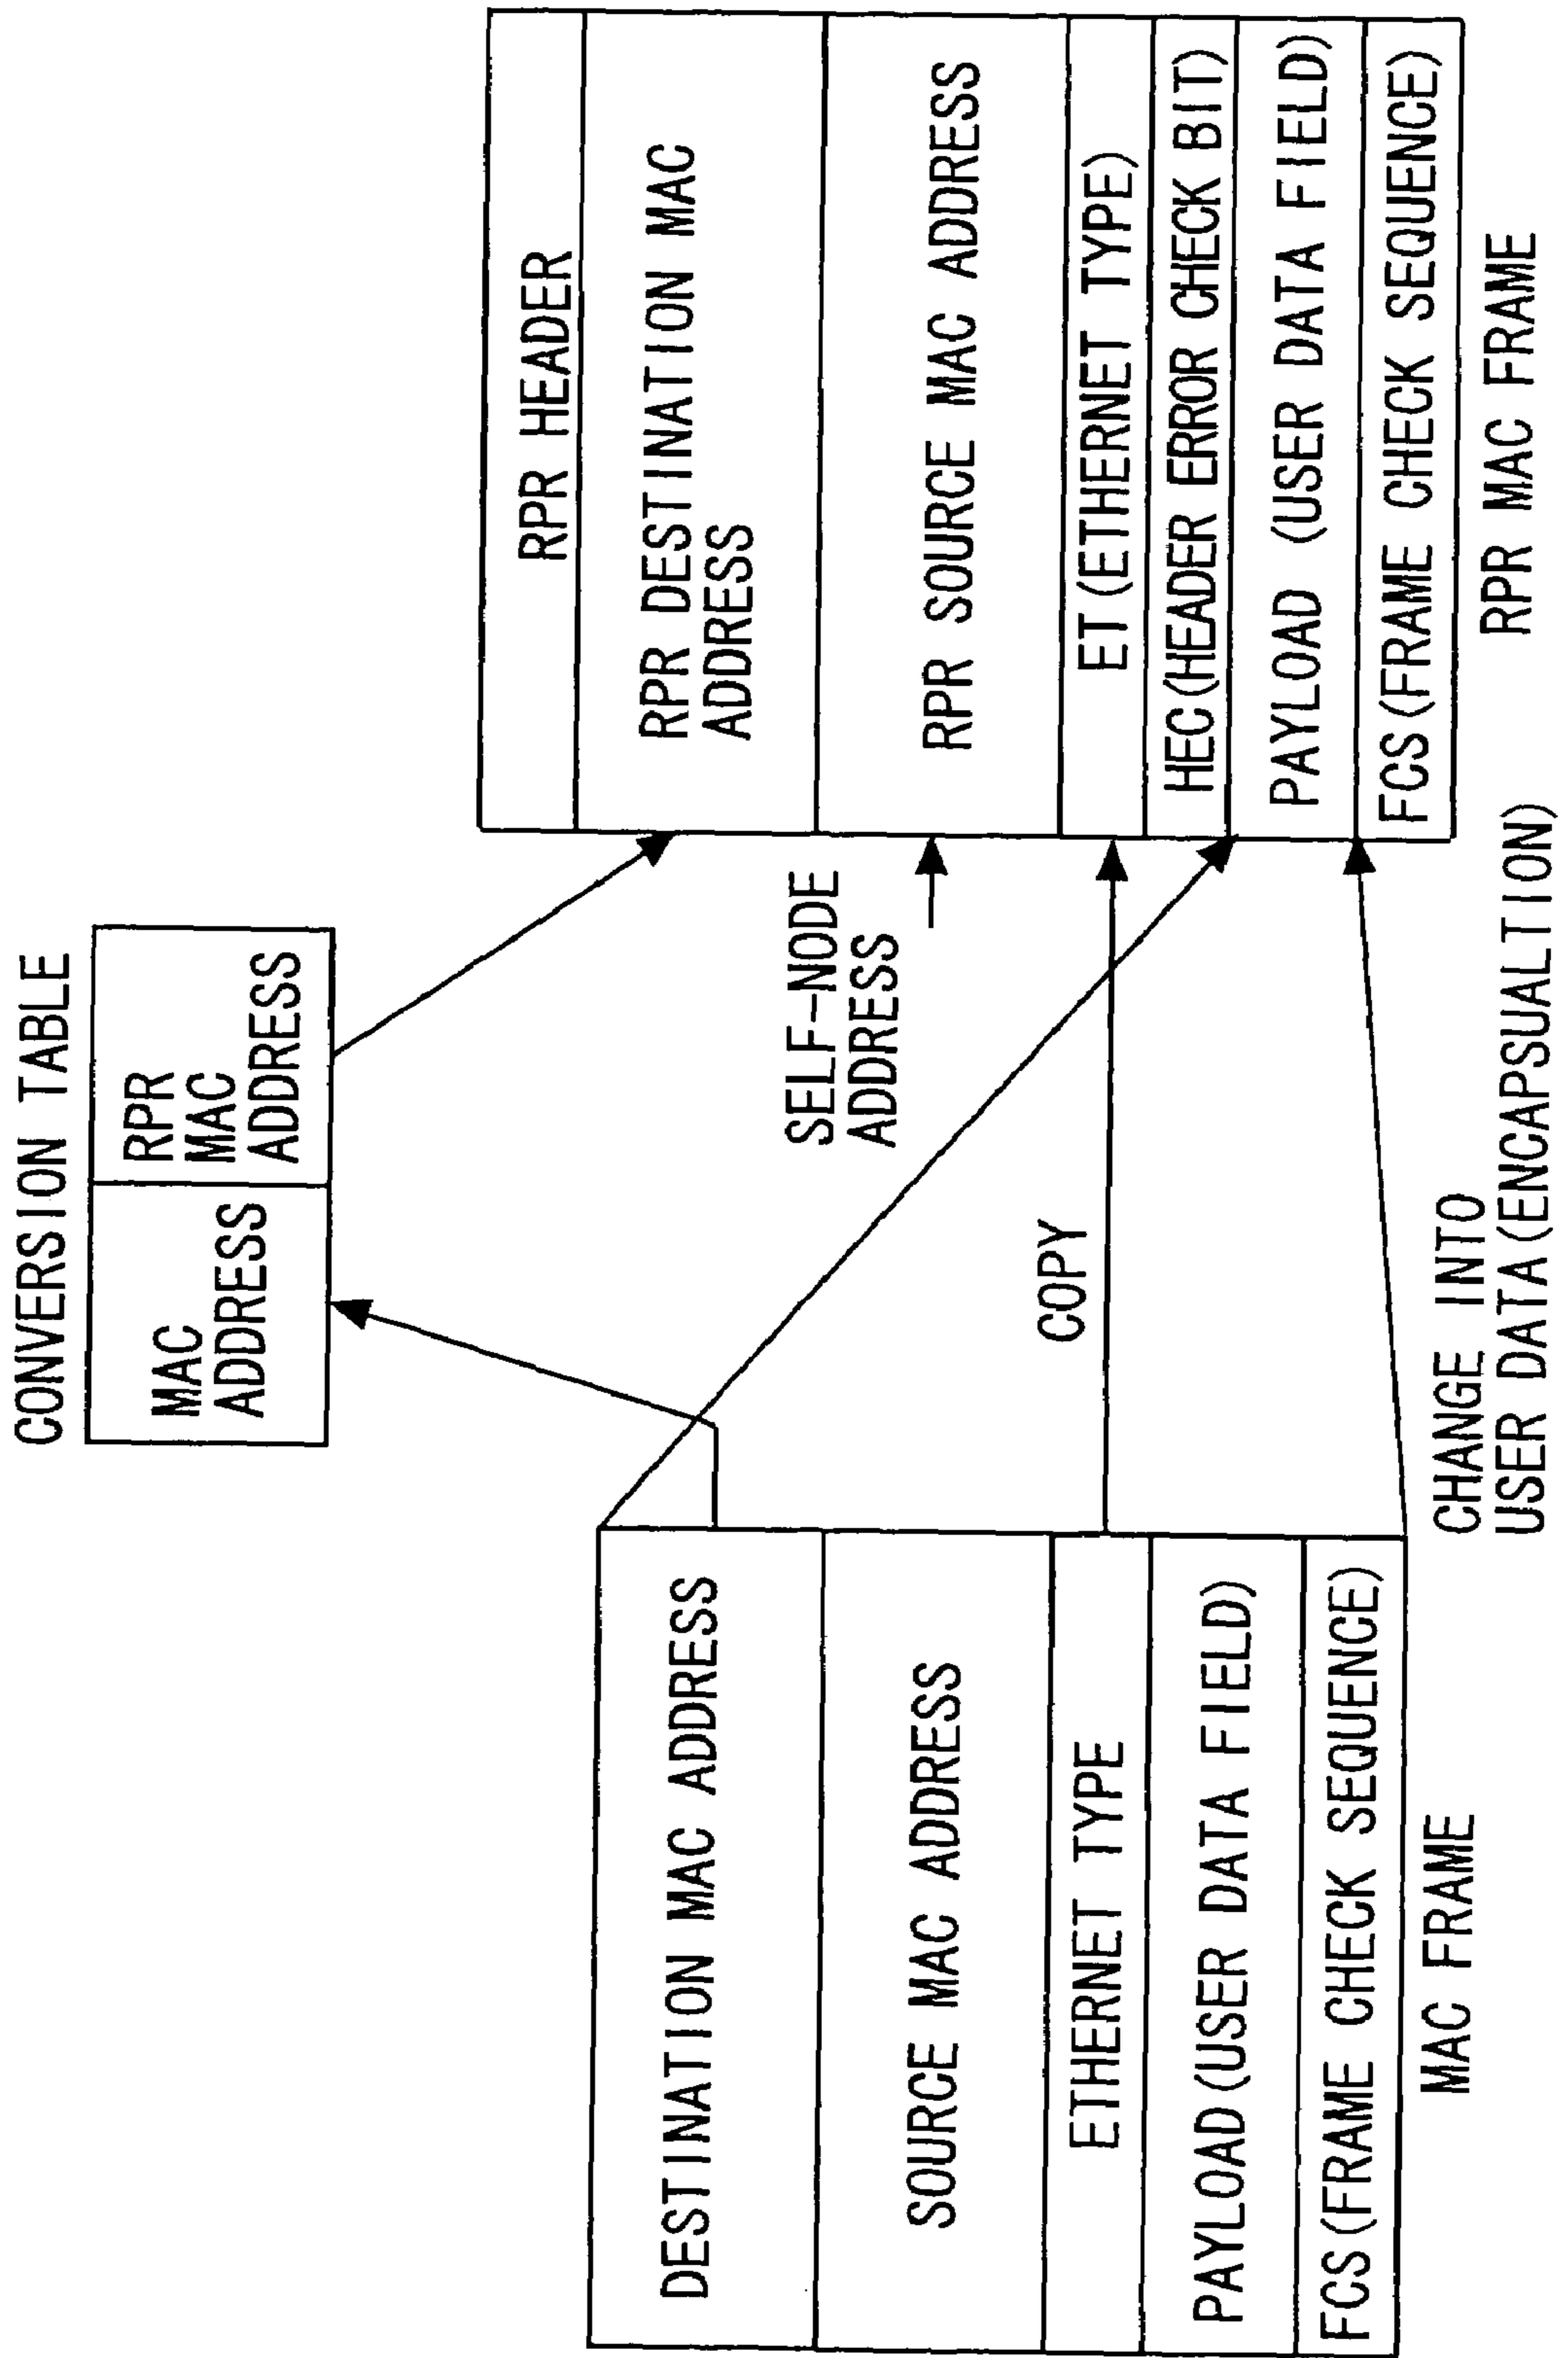 CONVERSION TABLE
MAC
ADDRESS
RPR
MAC
ADDRESS
DESTINATION MAC ADDRESS
SOURCE MAC ADDRESS
ETHERNET TYPE
PAYLOAD (USER DATA FIELD)
FCS (FRAME CHECK SEQUENCE)
MAC FRAME
SELF-NODE
ADDRESS
COPY
CHANGE INTO
USER DATA (ENCAPSUALTION)
RPR HEADER
RPR DESTINATION MAC
ADDRESS
RPR SOURCE MAC ADDRESS
ET (ETHERNET TYPE)
HEC (HEADER ERROR CHECK BIT)
PAYLOAD (USER DATA FIELD)
FCS (FRAME CHECK SEQUENCE)
RPR MAC FRAME